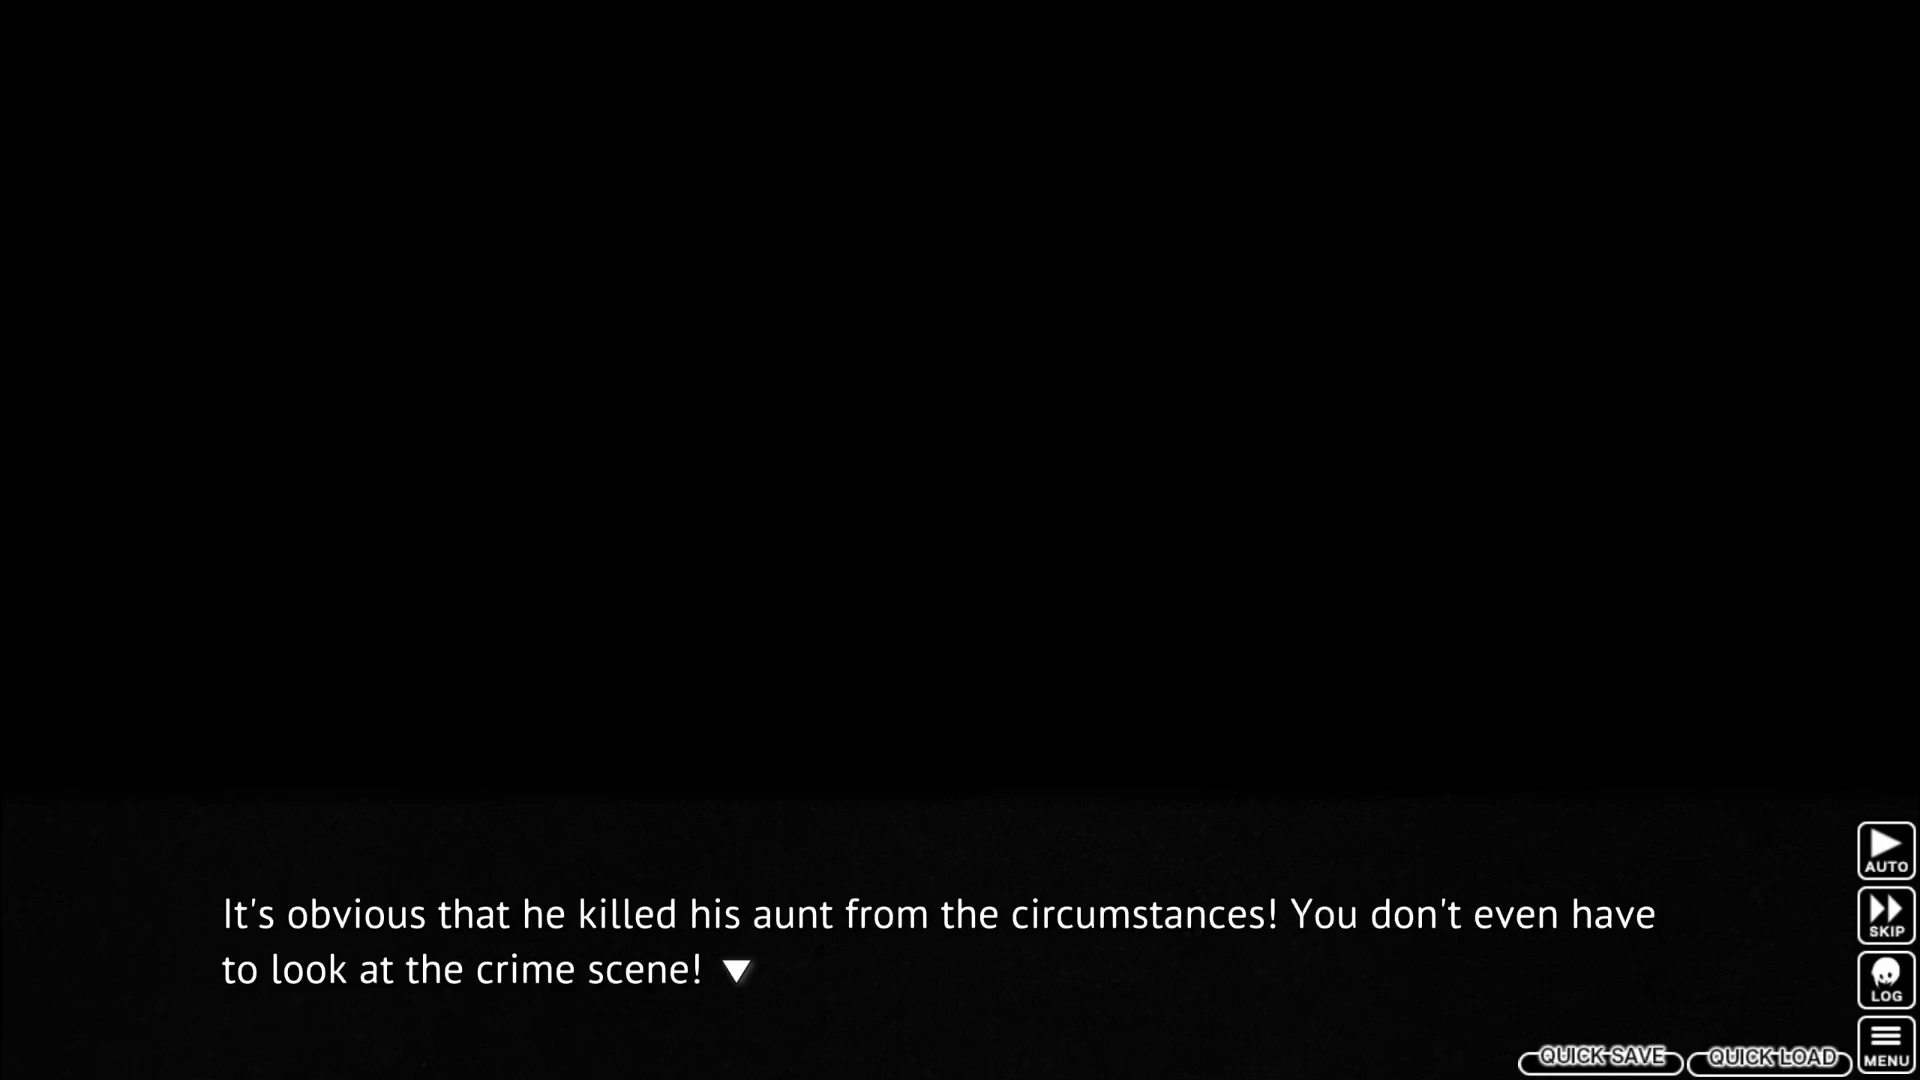 It's obvious that he killed his aunt from the circumstances! You don't even have
to look at the crime scene!
AUTO
SKIP
LOG
MENU
QUICK SAVE
QUICK LOAD